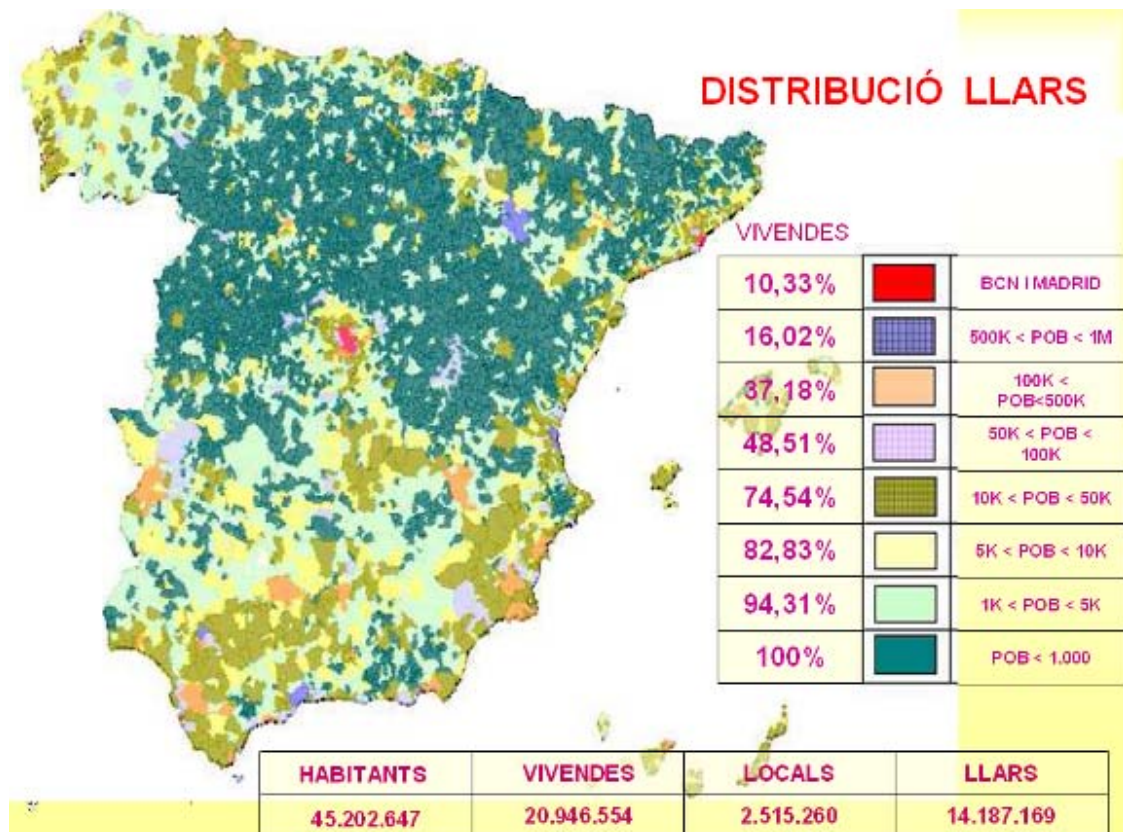 DISTRIBUCIÓ LLARS
VIVENDES
10,33% BCN I MADRID
16,02% 500K < POB < 1M
37,18% 100K <
POB<500K
48,51% 50K < POB <
100K
74,54% 10K < POB < 50K
82,83% 5K < POB < 10K
94,31% 1K < POB < 5K
100% POB < 1.000
HABITANTS VIVENDES LOCALS LLARS
45.202.647 20.946.554 2.515.260 14.187.169